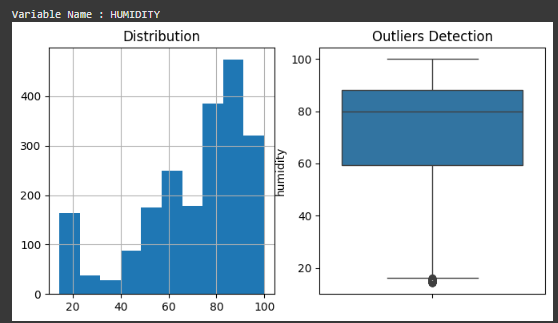 Variable Name : HUMIDITY
Distribution
400
300
200
100
0
20 40 60 80 100
Outliers Detection
humidity
100
80
60
40
20